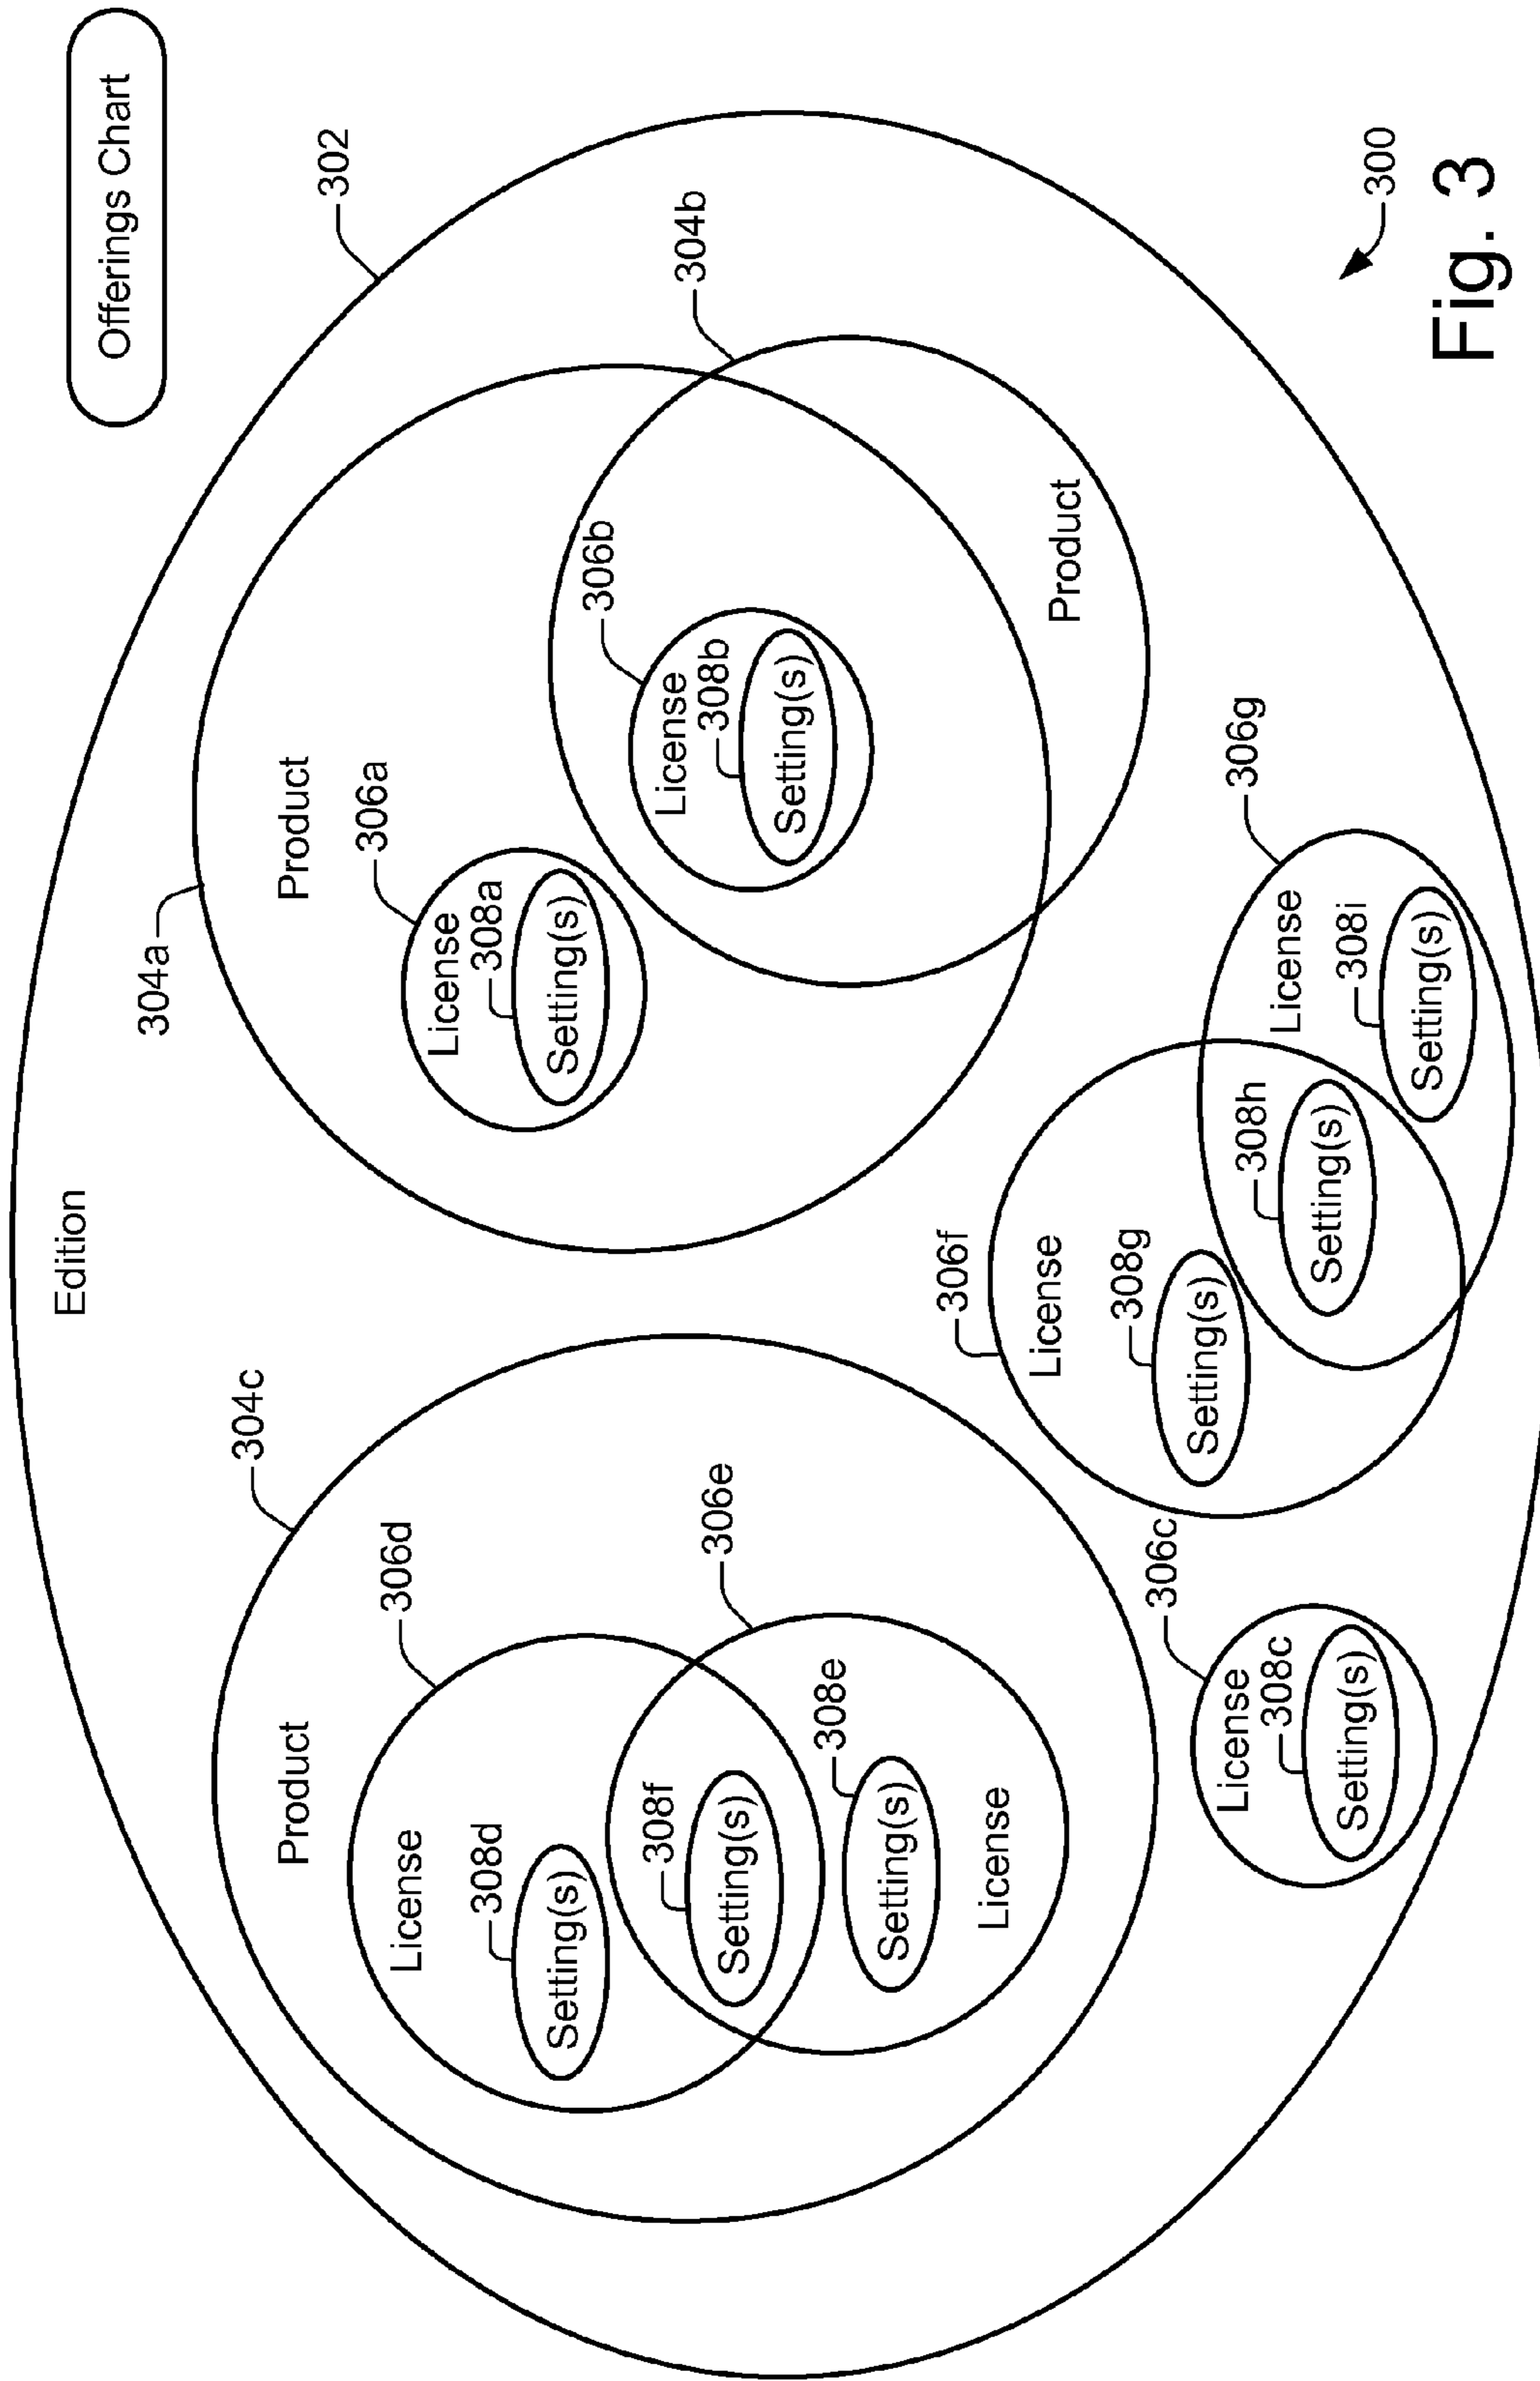 Offerings Chart
Edition
302
304a
304c
Product
306a
License
308a
Setting(s)
304b
306b
License
308b
Setting(s)
Product
Product
306d
License
308d
Setting(s)
306e
308f
Setting(s)
308e
Setting(s)
License
306c
License
308c
Setting(s)
306f
License
308g
Setting(s)
308h
Setting(s)
306g
License
308i
Setting(s)
300
Fig. 3